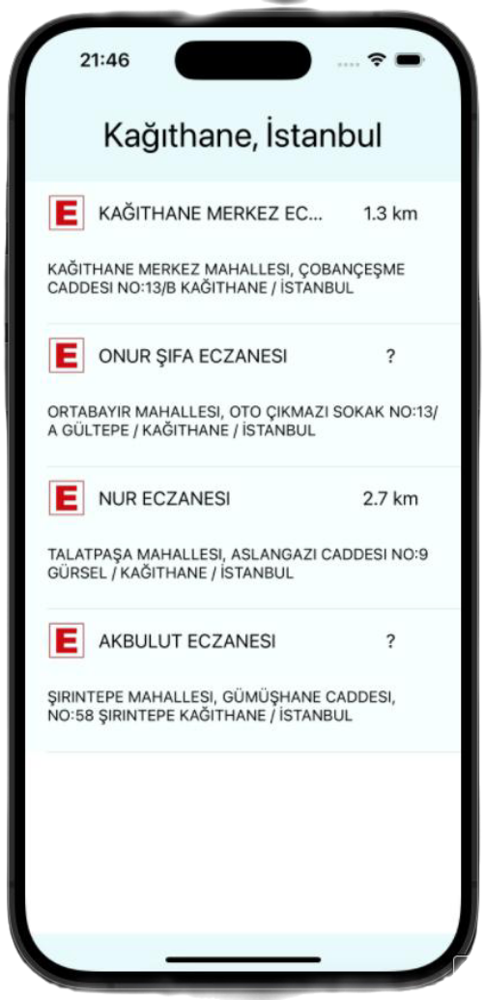 21:46
Kağıthane, İstanbul
E KAĞITHANE MERKEZ EC... 1.3 km
KAĞITHANE MERKEZ MAHALLESI, ÇOBANÇEŞME
CADDESI NO:13/B KAĞITHANE / İSTANBUL
E ONUR ŞIFA ECZANESI ?
ORTABAYIR MAHALLESI, OTO ÇIKMAZI SOKAK NO:13/
A GÜLTEPE / KAĞITHANE / İSTANBUL
E NUR ECZANESI 2.7 km
TALATPAŞA MAHALLESI, ASLANGAZI CADDESI NO:9
GÜRSEL / KAĞITHANE / İSTANBUL
E AKBULUT ECZANESI ?
ŞIRINTEPE MAHALLESI, GÜMÜŞHANE CADDESI,
NO:58 ŞIRINTEPE KAĞITHANE / İSTANBUL